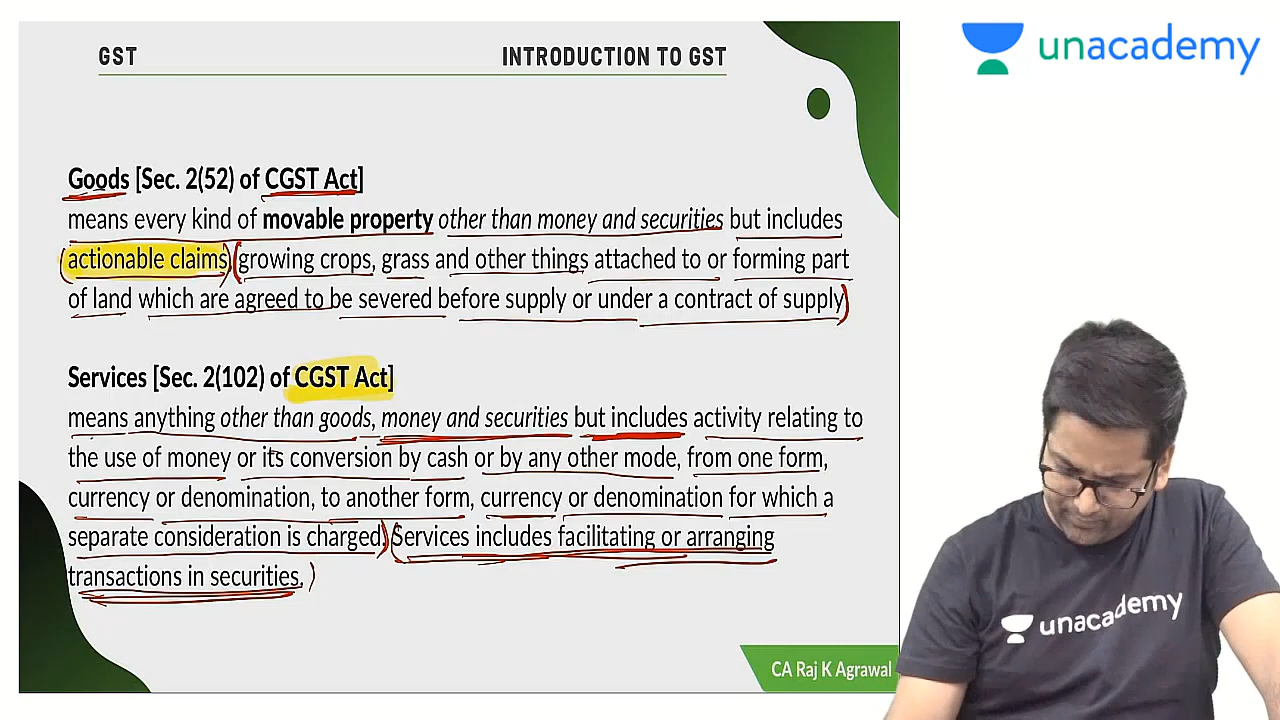 GST
INTRODUCTION TO GST
unacademy
Goods [Sec. 2(52) of CGST Act]
means every kind of movable property other than money and securities but includes
actionable claims, growing crops, grass and other things attached to or forming part
of land which are agreed to be severed before supply or under a contract of supply
Services [Sec. 2(102) of CGST Act]
means anything other than goods, money and securities but includes activity relating to
the use of money or its conversion by cash or by any other mode, from one form,
currency or denomination, to another form, currency or denomination for which a
separate consideration is charged. Services includes facilitating or arranging
transactions in securities.
unacademy
CA Raj K Agrawal